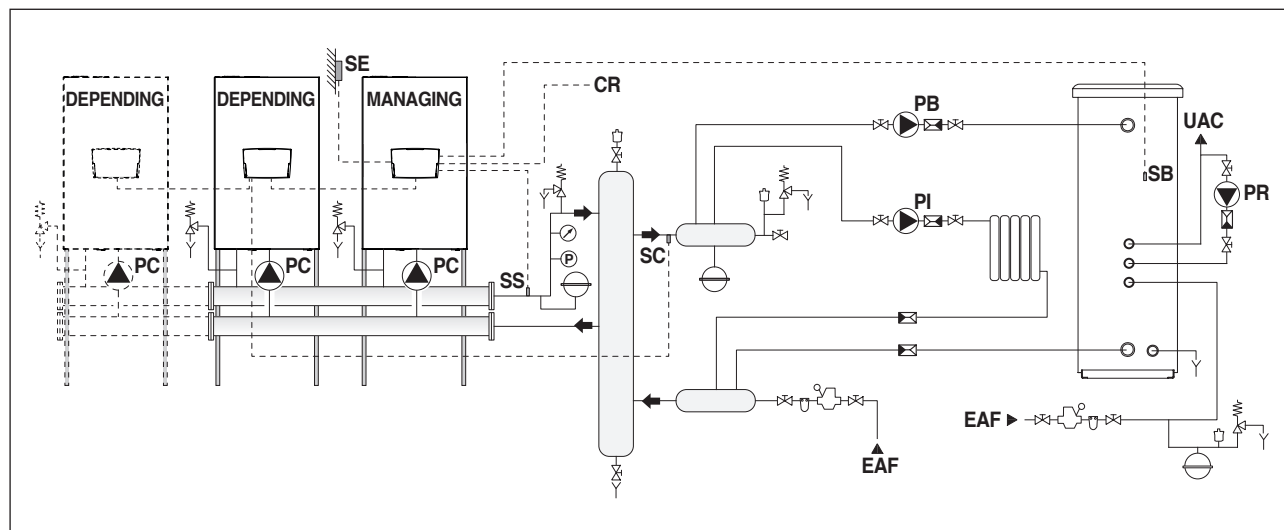 SE
DEPENDING
DEPENDING
MANAGING
CR
PB
UAC
SB
PR
PI
PC
PC
PC
SS
P
SC
EAF
EAF